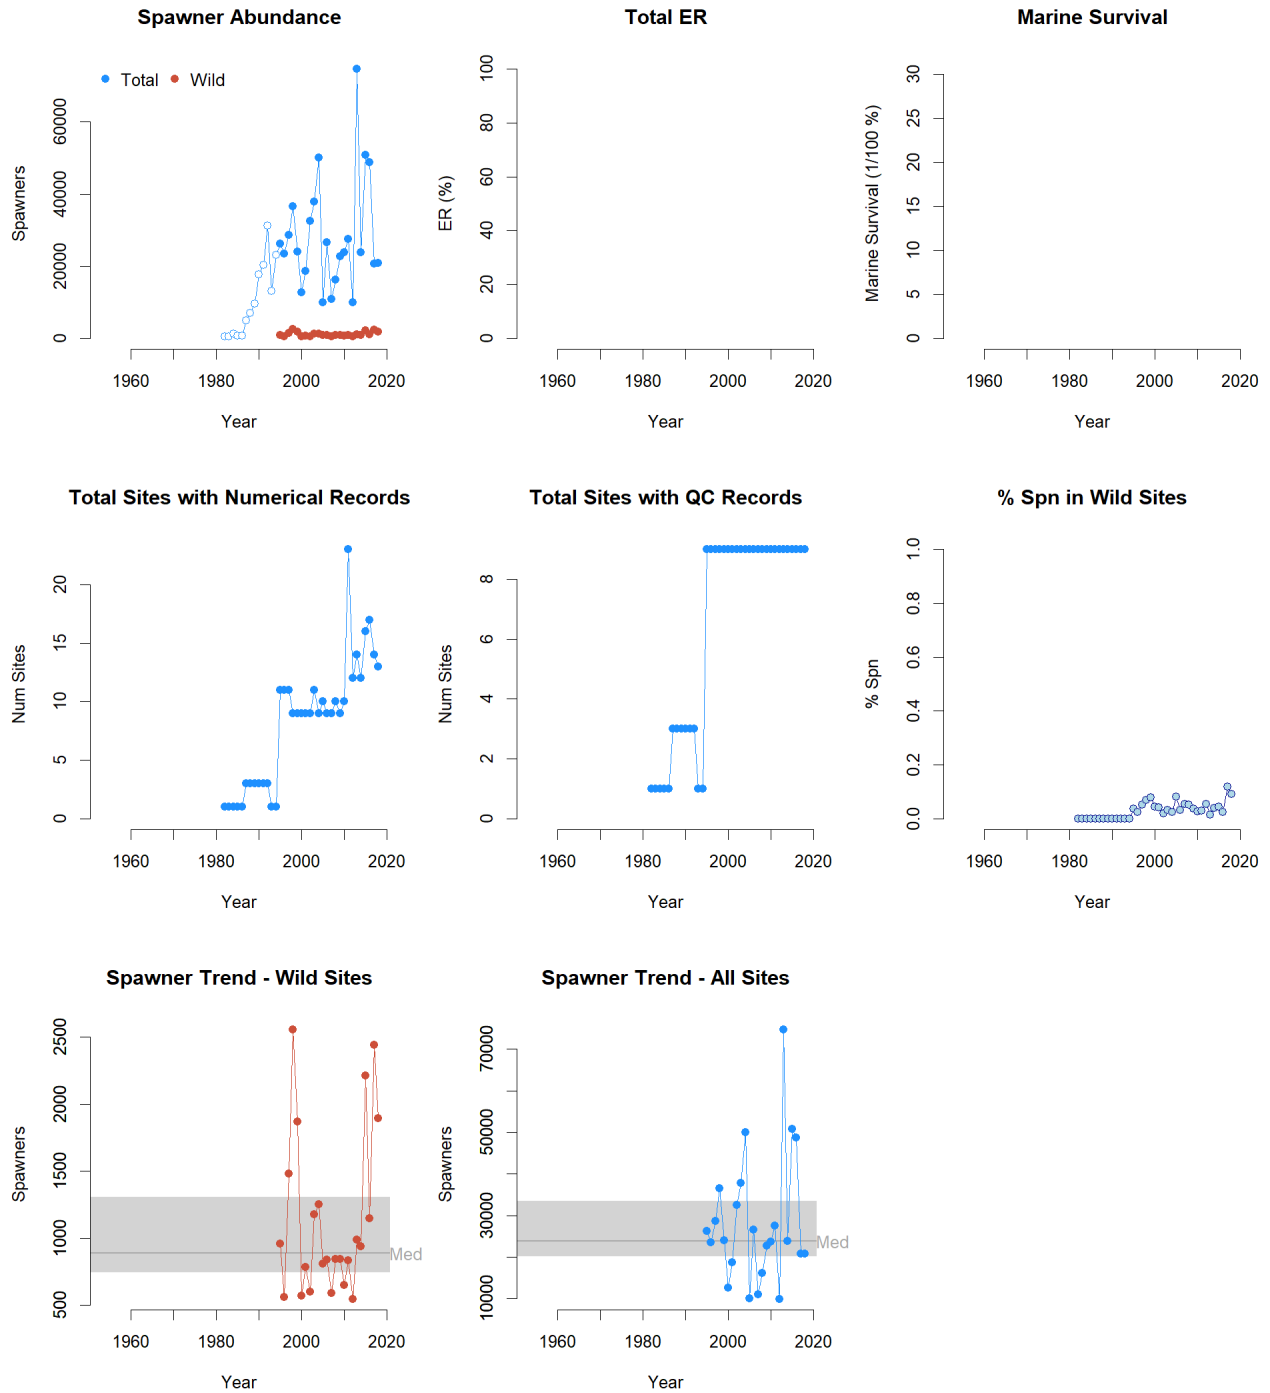 Spawner Abundance
Total Wild
Spawners
0 20000 40000 60000
1960 1980 2000 2020
Year
Total ER
ER (%)
0 20 40 60 80 100
1960 1980 2000 2020
Year
Marine Survival
Marine Survival (1/100 %)
0 5 10 15 20 25 30
1960 1980 2000 2020
Year
Total Sites with Numerical Records
Num Sites
0 5 10 15 20
1960 1980 2000 2020
Year
Total Sites with QC Records
Num Sites
0 2 4 6 8
1960 1980 2000 2020
Year
% Spn in Wild Sites
% Spn
0.0 0.2 0.4 0.6 0.8 1.0
1960 1980 2000 2020
Year
Spawner Trend - Wild Sites
Spawners
500 1000 1500 2000 2500
Med
1960 1980 2000 2020
Year
Spawner Trend - All Sites
Spawners
10000 30000 50000 70000
Med
1960 1980 2000 2020
Year